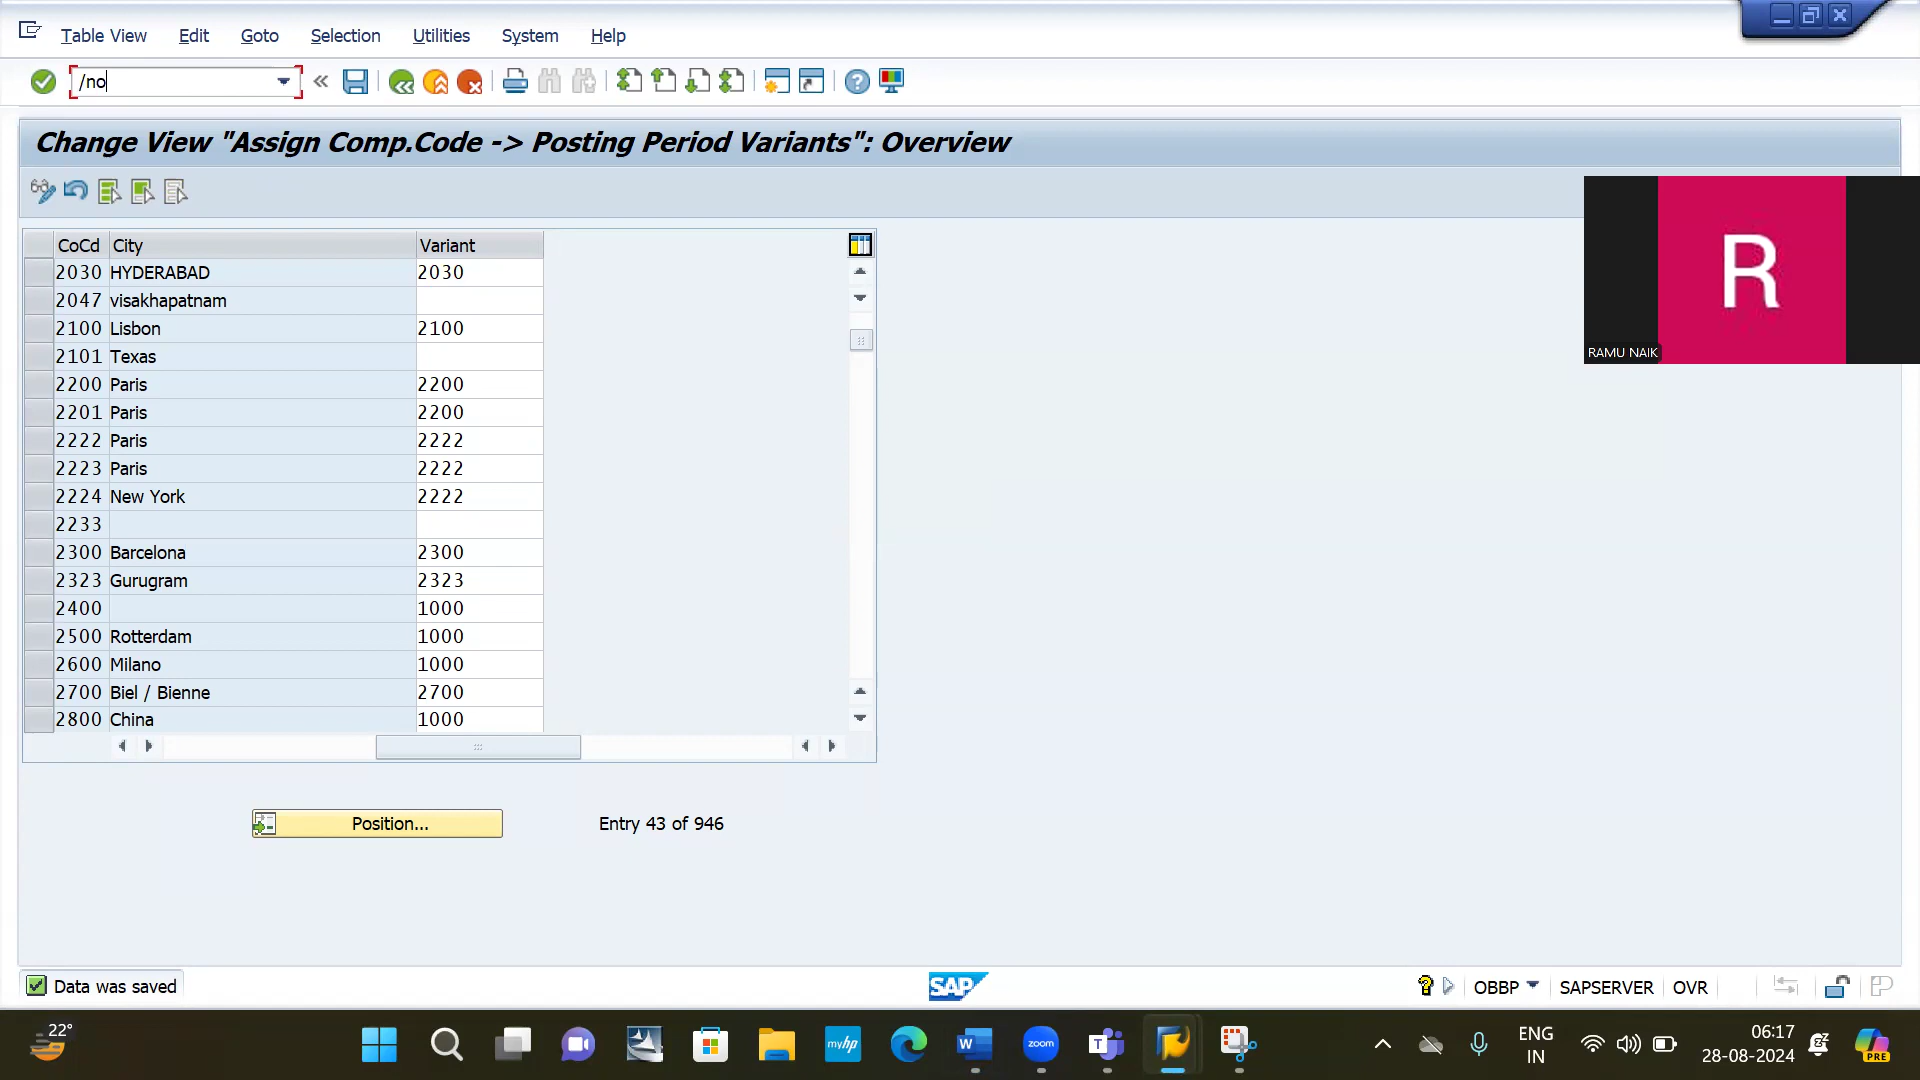 Table View Edit Goto Selection Utilities System Help
/no
Change View "Assign Comp.Code -> Posting Period Variants": Overview
CoCd City Variant
2030 HYDERABAD 2030
2047 visakhapatnam
2100 Lisbon 2100
2101 Texas
2200 Paris 2200
2201 Paris 2200
2222 Paris 2222
2223 Paris 2222
2224 New York 2222
2233
2300 Barcelona 2300
2323 Gurugram 2323
2400 1000
2500 Rotterdam 1000
2600 Milano 1000
2700 Biel / Bienne 2700
2800 China 1000
R
RAMU NAIK
Position... Entry 43 of 946
Data was saved SAP OBBP SAPSERVER OVR
22° myhp W zoom T ENG IN 06:17
28-08-2024 PRE